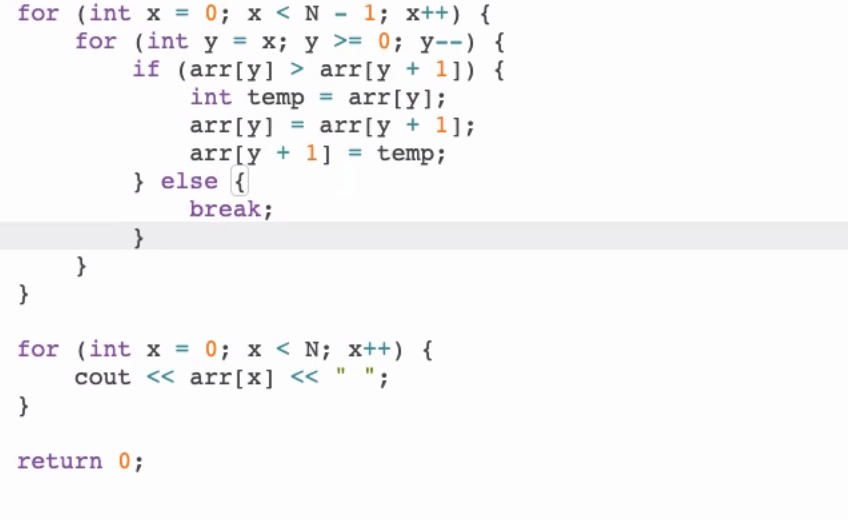 for (int x = 0; x < N - 1; x++) {
    for (int y = x; y >= 0; y--) {
        if (arr[y] > arr[y + 1]) {
            int temp = arr[y];
            arr[y] = arr[y + 1];
            arr[y + 1] = temp;
        } else {
            break;
        }
    }
}

for (int x = 0; x < N; x++) {
    cout << arr[x] << " ";
}

return 0;